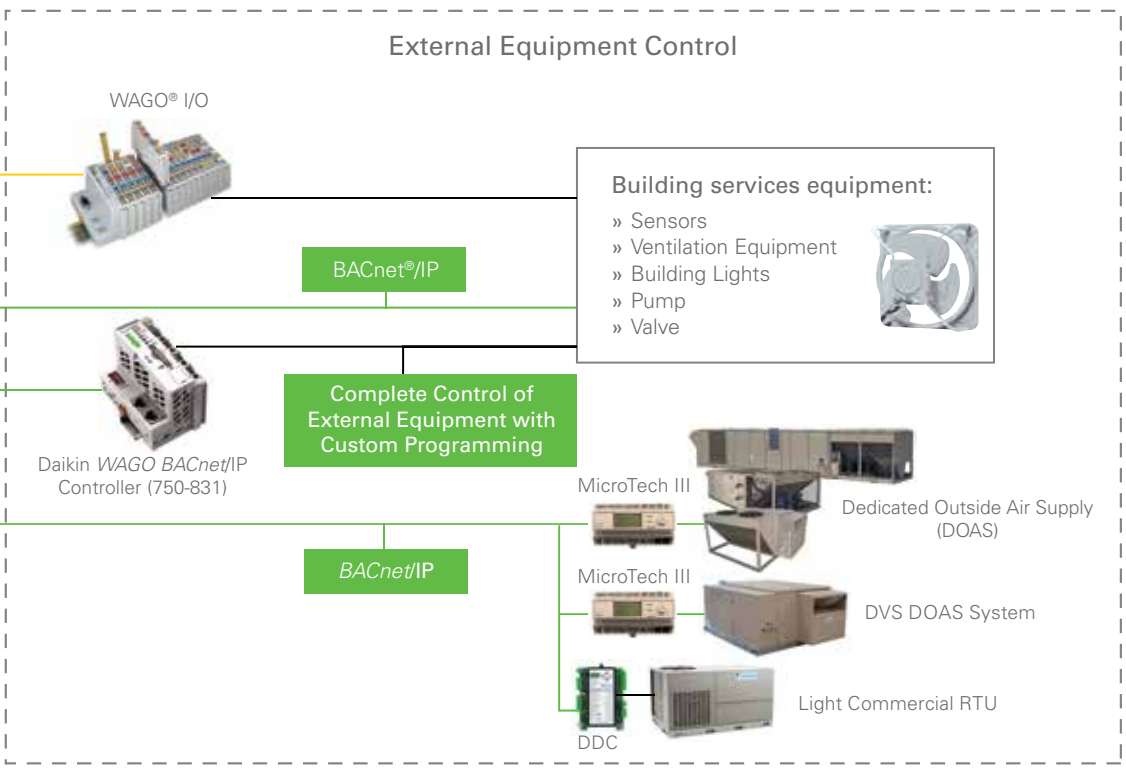 External Equipment Control
WAGO® I/O
Building services equipment:
» Sensors
» Ventilation Equipment
» Building Lights
» Pump
» Valve
BACnet®/IP
Complete Control of
External Equipment with
Custom Programming
Daikin WAGO BACnet/IP
Controller (750-831)
MicroTech III
Dedicated Outside Air Supply
(DOAS)
BACnet/IP
MicroTech III
DVS DOAS System
Light Commercial RTU
DDC